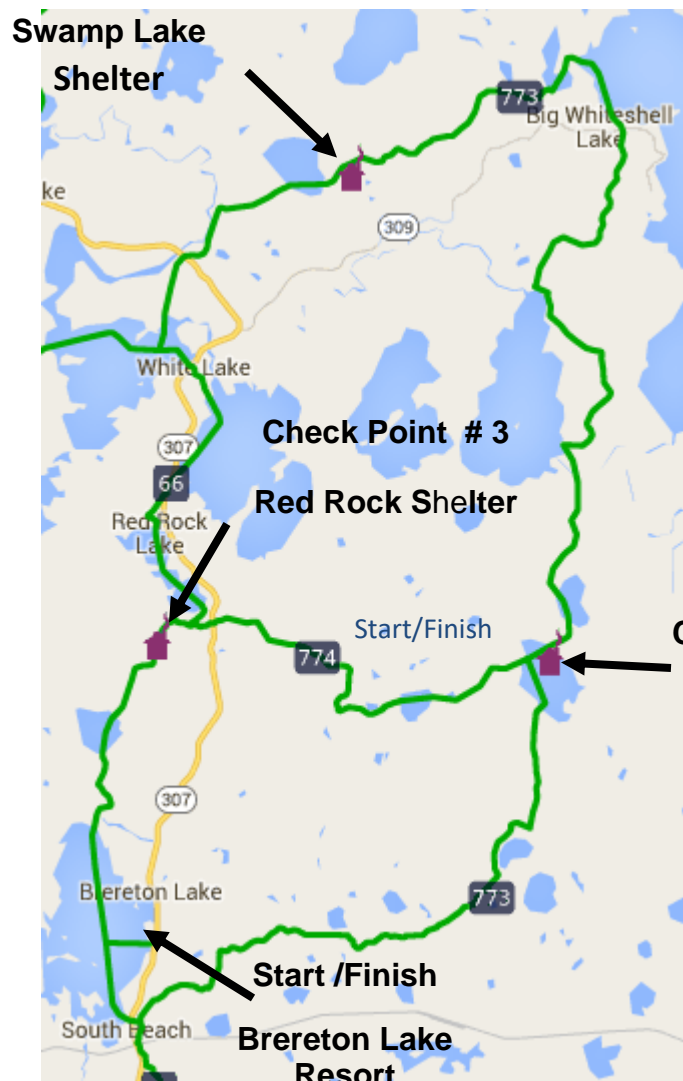 Swamp Lake
Shelter
773
Big Whiteshell
Lake
ke
309
White Lake
Check Point # 3
307
66
Red Rock Shelter
Red Rock
Lake
Start/Finish
C
774
307
Brereton Lake
773
Start /Finish
South Beach
Brereton Lake
Resort